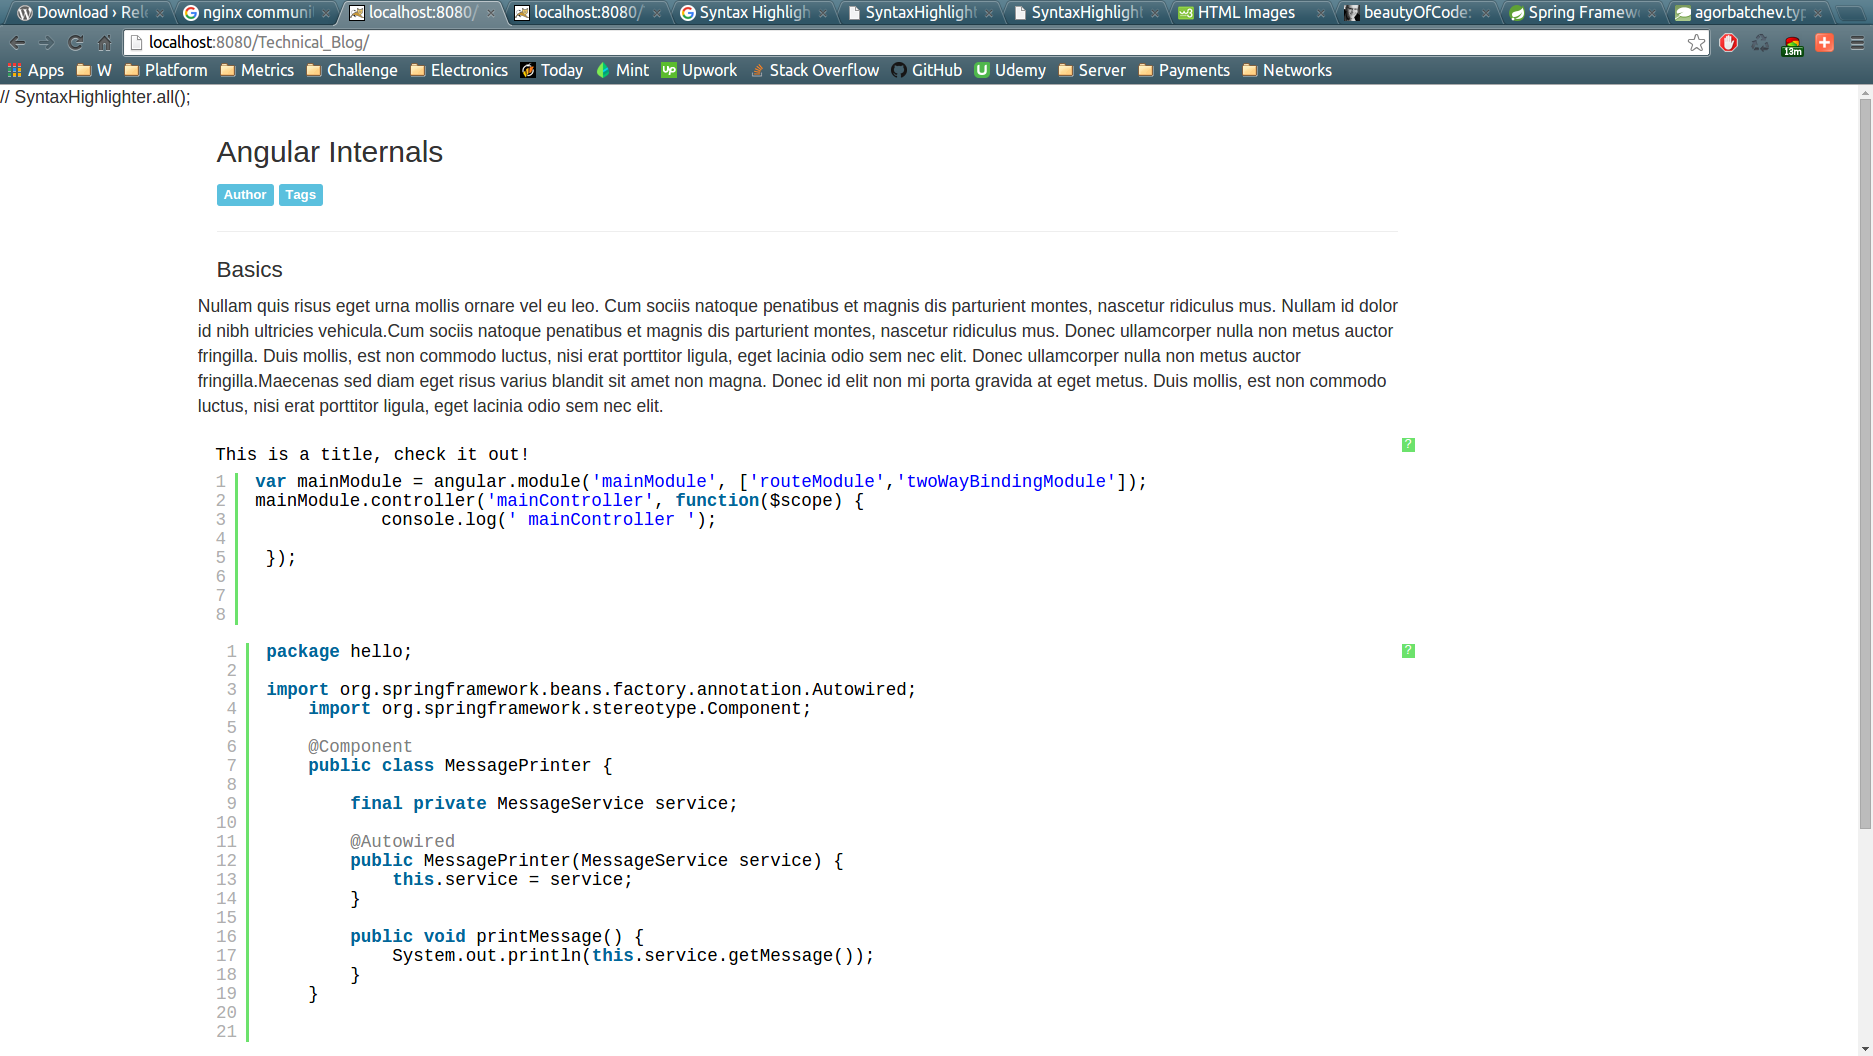 Download › Rele
nginx communi
localhost:8080/
localhost:8080/
Syntax Highligh
SyntaxHighlight
SyntaxHighlight
HTML Images
beautyOfCode:
Spring Framew
agorbatchev.typ
localhost:8080/Technical_Blog/
13m
Apps W Platform Metrics Challenge Electronics Today Mint Upwork Stack Overflow GitHub Udemy Server Payments Networks
// SyntaxHighlighter.all();
Angular Internals
Author Tags
Basics
Nullam quis risus eget urna mollis ornare vel eu leo. Cum sociis natoque penatibus et magnis dis parturient montes, nascetur ridiculus mus. Nullam id dolor
id nibh ultricies vehicula.Cum sociis natoque penatibus et magnis dis parturient montes, nascetur ridiculus mus. Donec ullamcorper nulla non metus auctor
fringilla. Duis mollis, est non commodo luctus, nisi erat porttitor ligula, eget lacinia odio sem nec elit. Donec ullamcorper nulla non metus auctor
fringilla.Maecenas sed diam eget risus varius blandit sit amet non magna. Donec id elit non mi porta gravida at eget metus. Duis mollis, est non commodo
luctus, nisi erat porttitor ligula, eget lacinia odio sem nec elit.
?
This is a title, check it out!
1 var mainModule = angular.module('mainModule', ['routeModule','twoWayBindingModule']);
2 mainModule.controller('mainController', function($scope) {
3             console.log(' mainController ');
4
5  });
6
7
8
1 package hello;
?
2
3 import org.springframework.beans.factory.annotation.Autowired;
4     import org.springframework.stereotype.Component;
5
6     @Component
7     public class MessagePrinter {
8
9         final private MessageService service;
10
11         @Autowired
12         public MessagePrinter(MessageService service) {
13             this.service = service;
14         }
15
16         public void printMessage() {
17             System.out.println(this.service.getMessage());
18         }
19     }
20
21